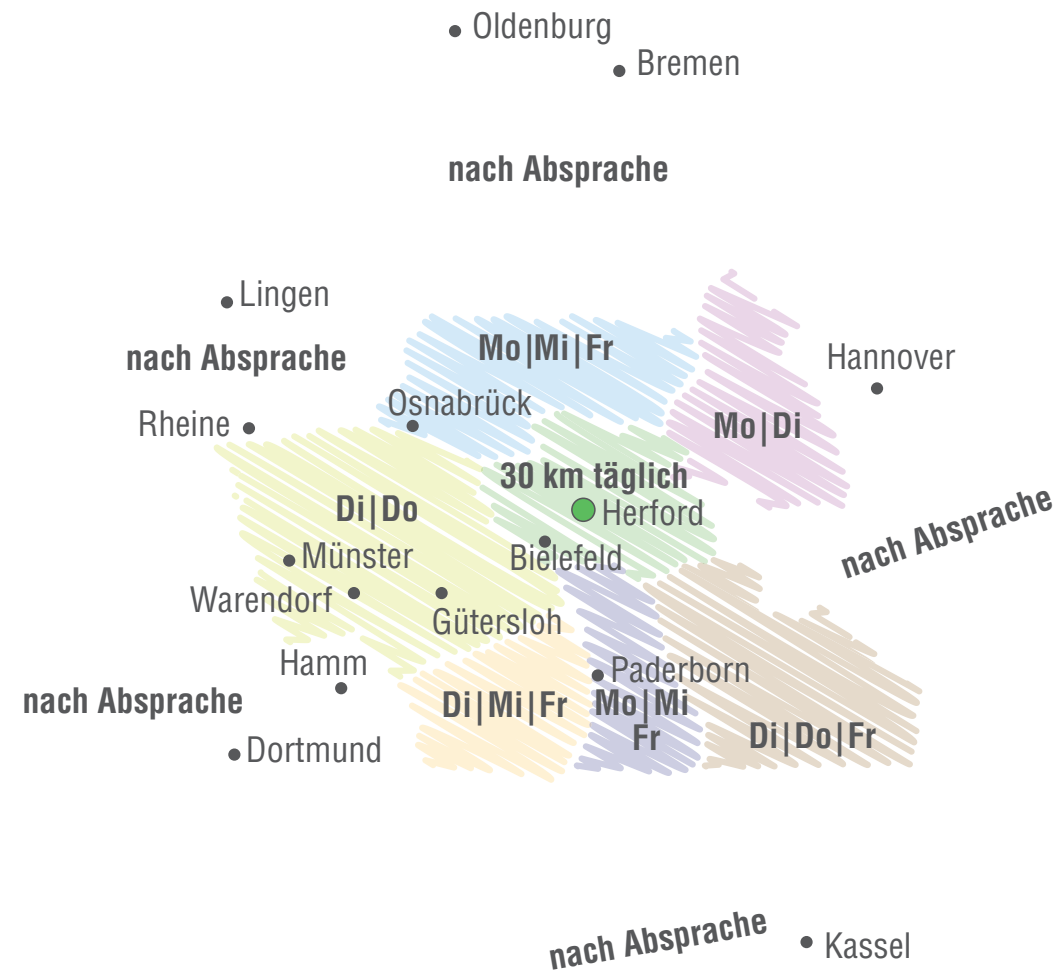 Oldenburg
Bremen
nach Absprache
Lingen
nach Absprache
Mo|Mi|Fr
Hannover
Osnabrück
Rheine
Mo|Di
30 km täglich
Di|Do
Herford
nach Absprache
Bielefeld
Münster
Warendorf
Gütersloh
Hamm
Paderborn
nach Absprache
Di|Mi|Fr
Mo|Mi
Fr
Di|Do|Fr
Dortmund
nach Absprache
Kassel